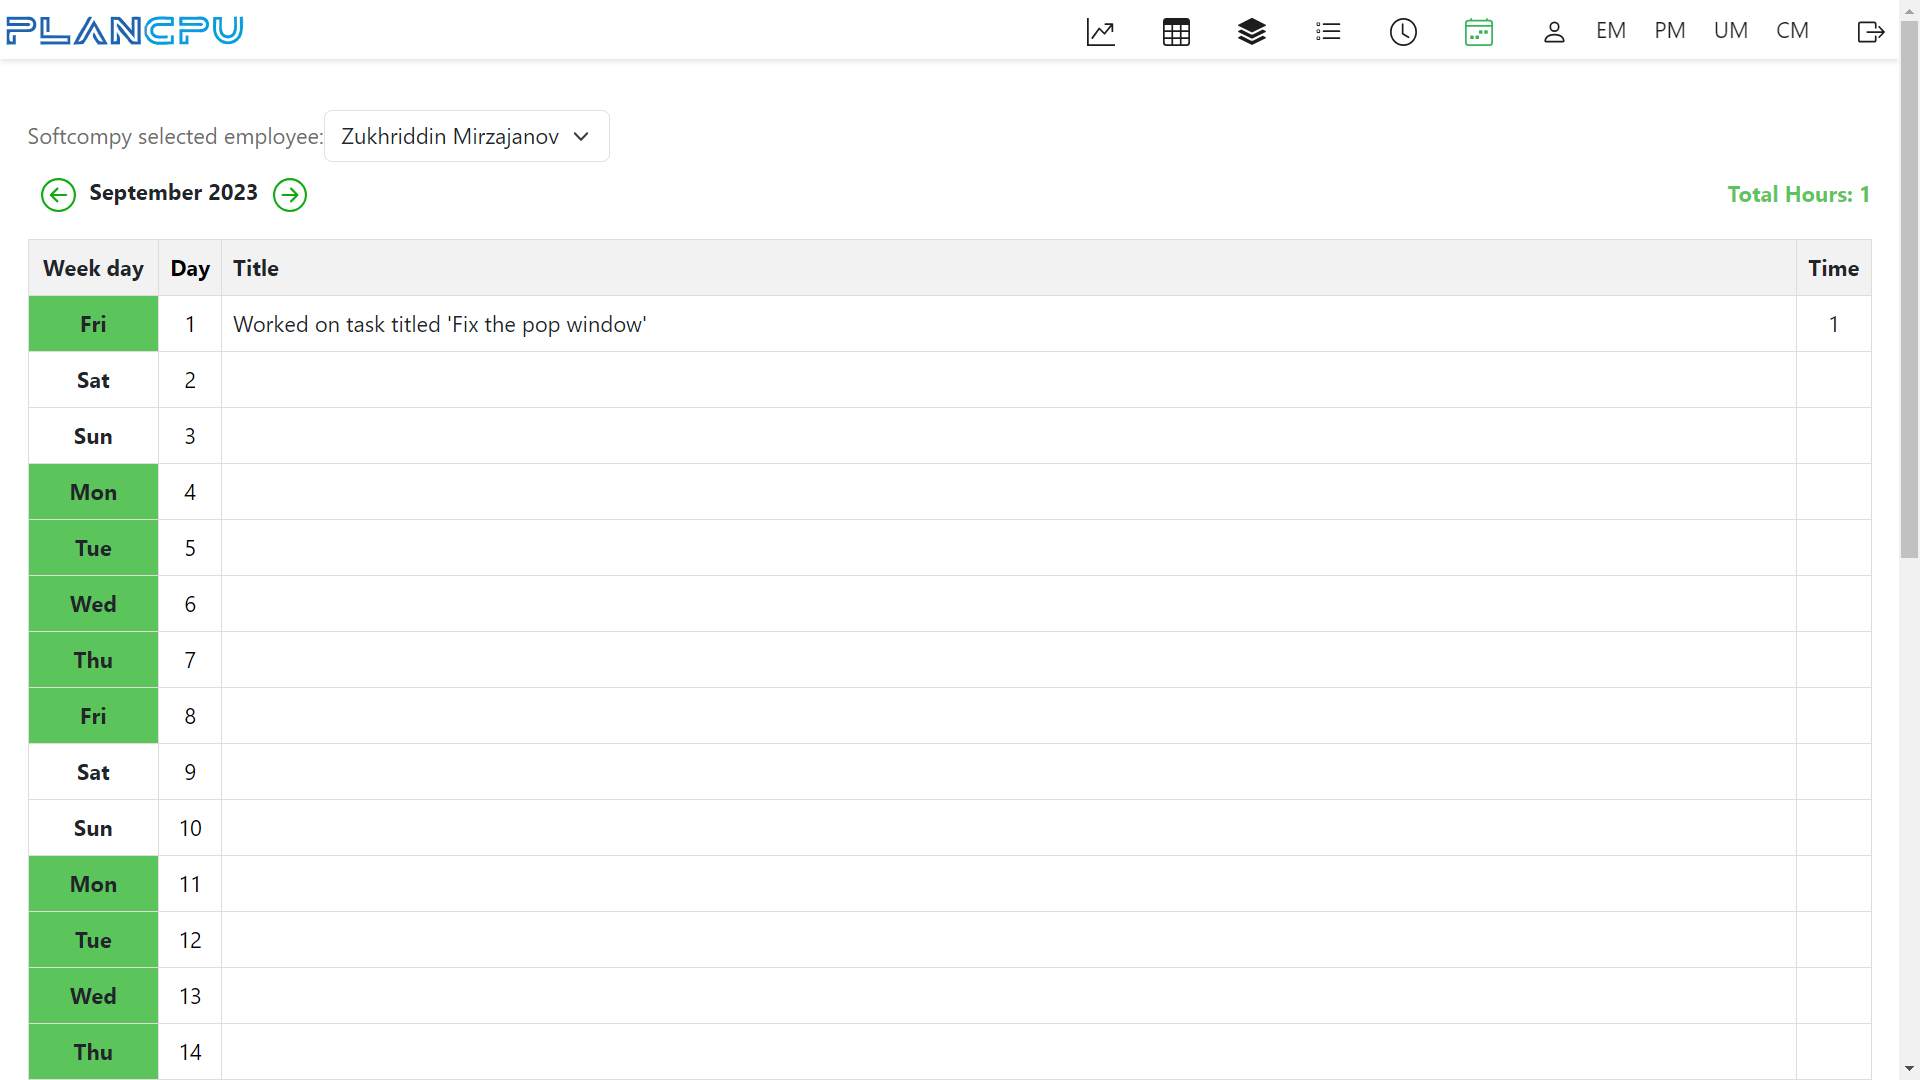 PLANCPU EM PM UM CM
Softcompy selected employee: Zukhriddin Mirzajanov
September 2023 Total Hours: 1
Week day Day Title Time
Fri 1 Worked on task titled 'Fix the pop window' 1
Sat 2
Sun 3
Mon 4
Tue 5
Wed 6
Thu 7
Fri 8
Sat 9
Sun 10
Mon 11
Tue 12
Wed 13
Thu 14